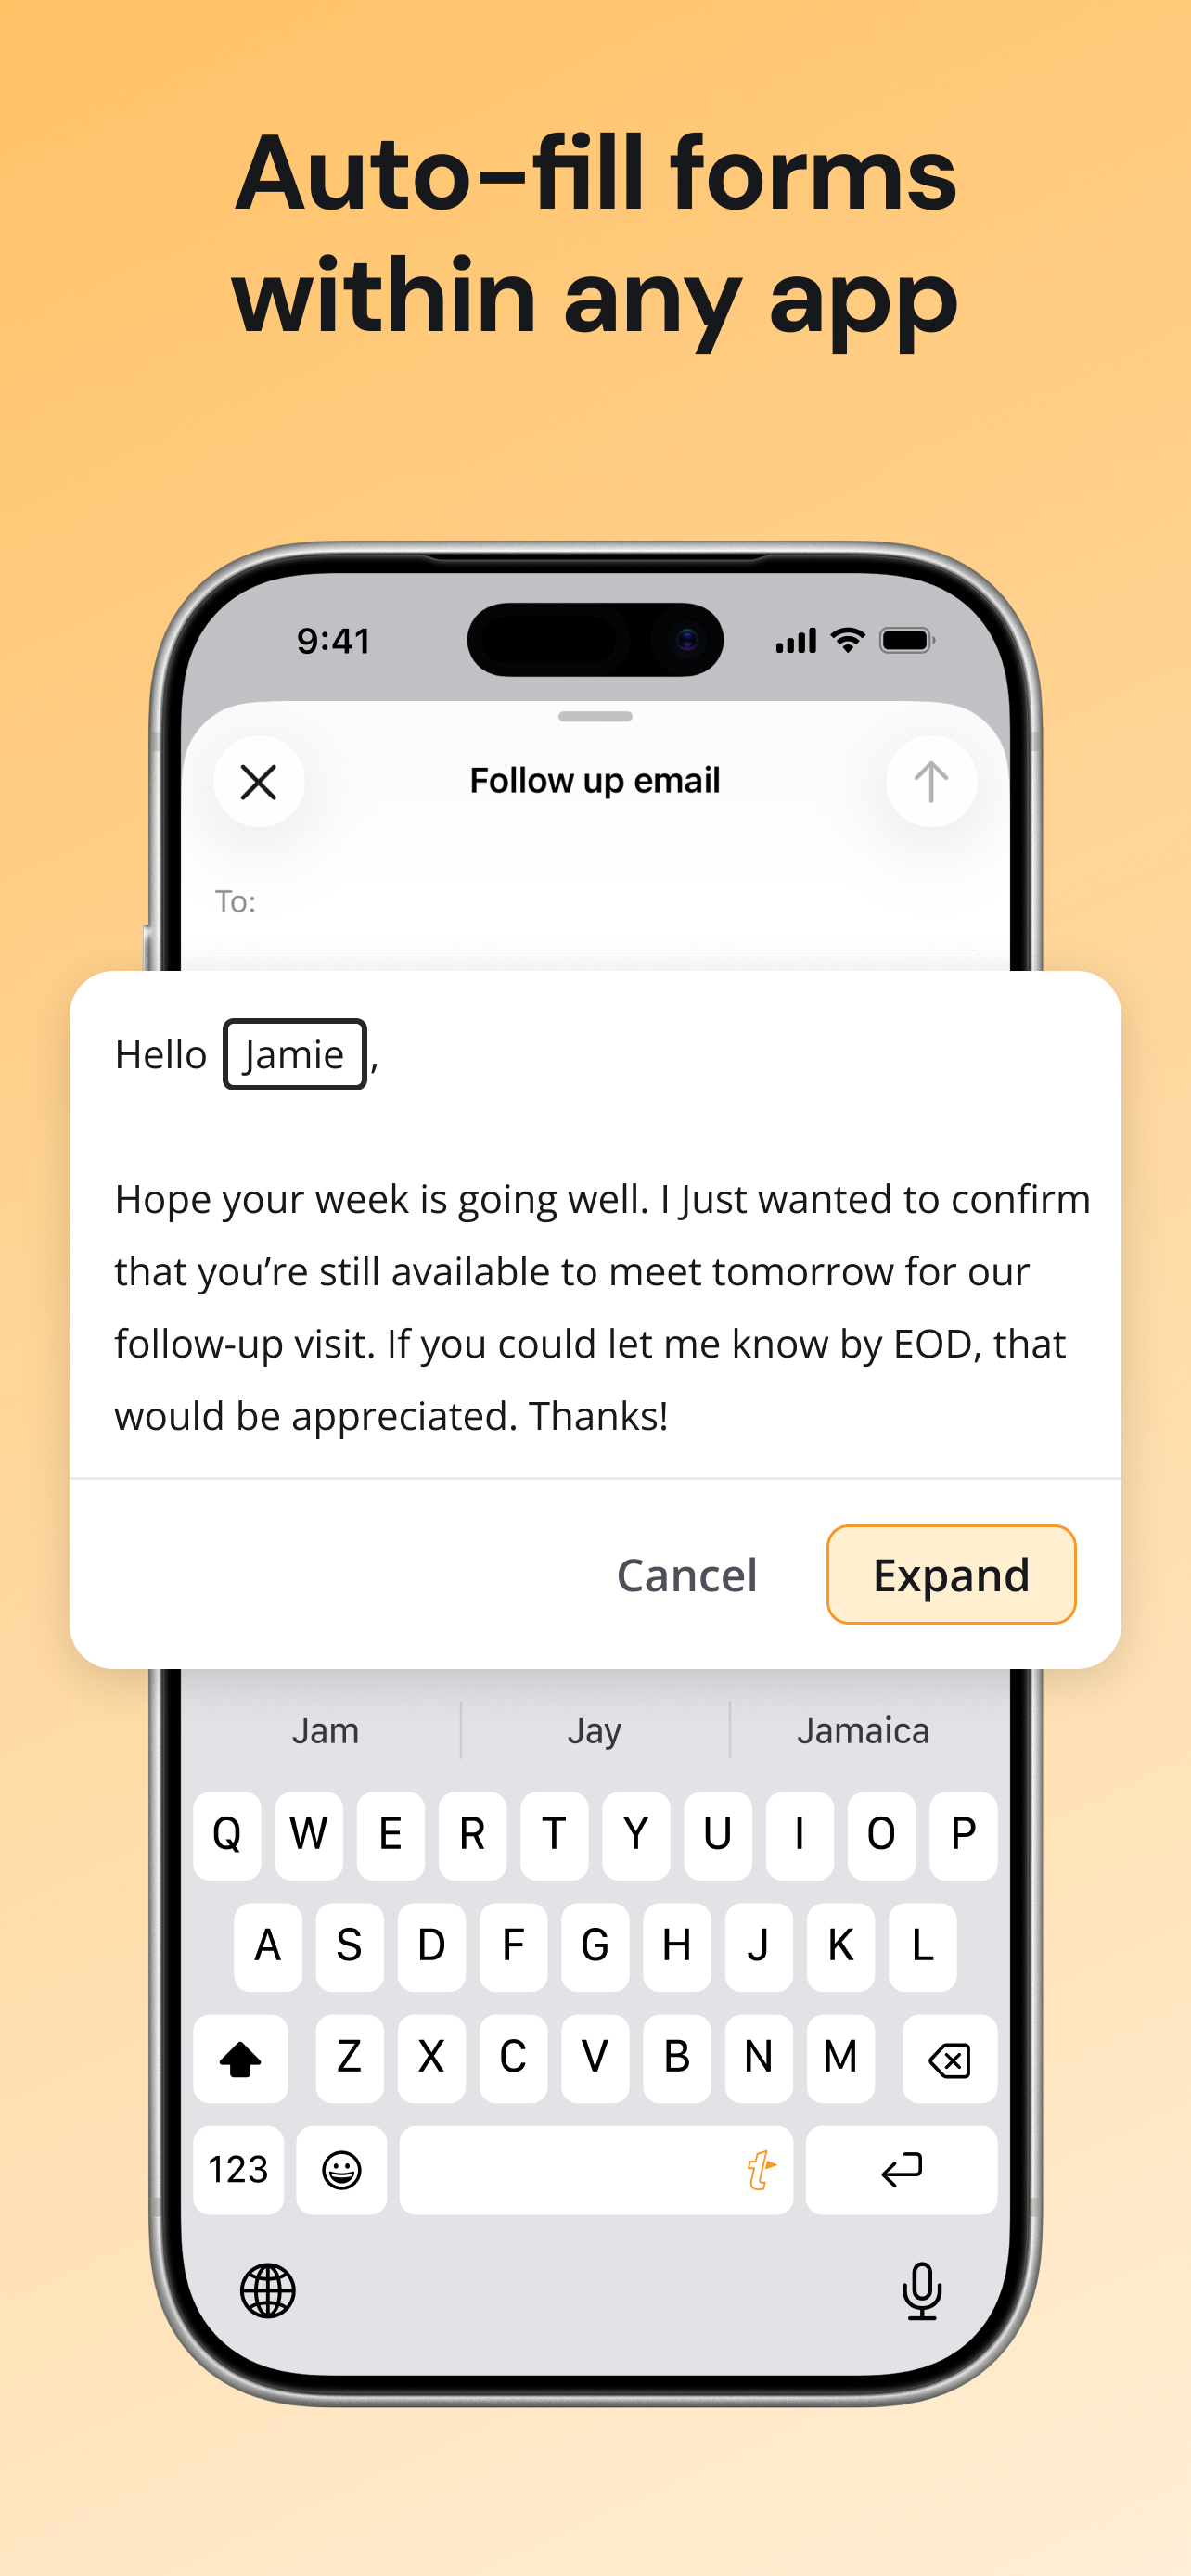 Auto-fill forms
within any app
9:41
Follow up email
To:
Hello Jamie,
Hope your week is going well. I Just wanted to confirm
that you’re still available to meet tomorrow for our
follow-up visit. If you could let me know by EOD, that
would be appreciated. Thanks!
Cancel Expand
Jam Jay Jamaica
Q W E R T Y U I O P
A S D F G H J K L
Z X C V B N M
123